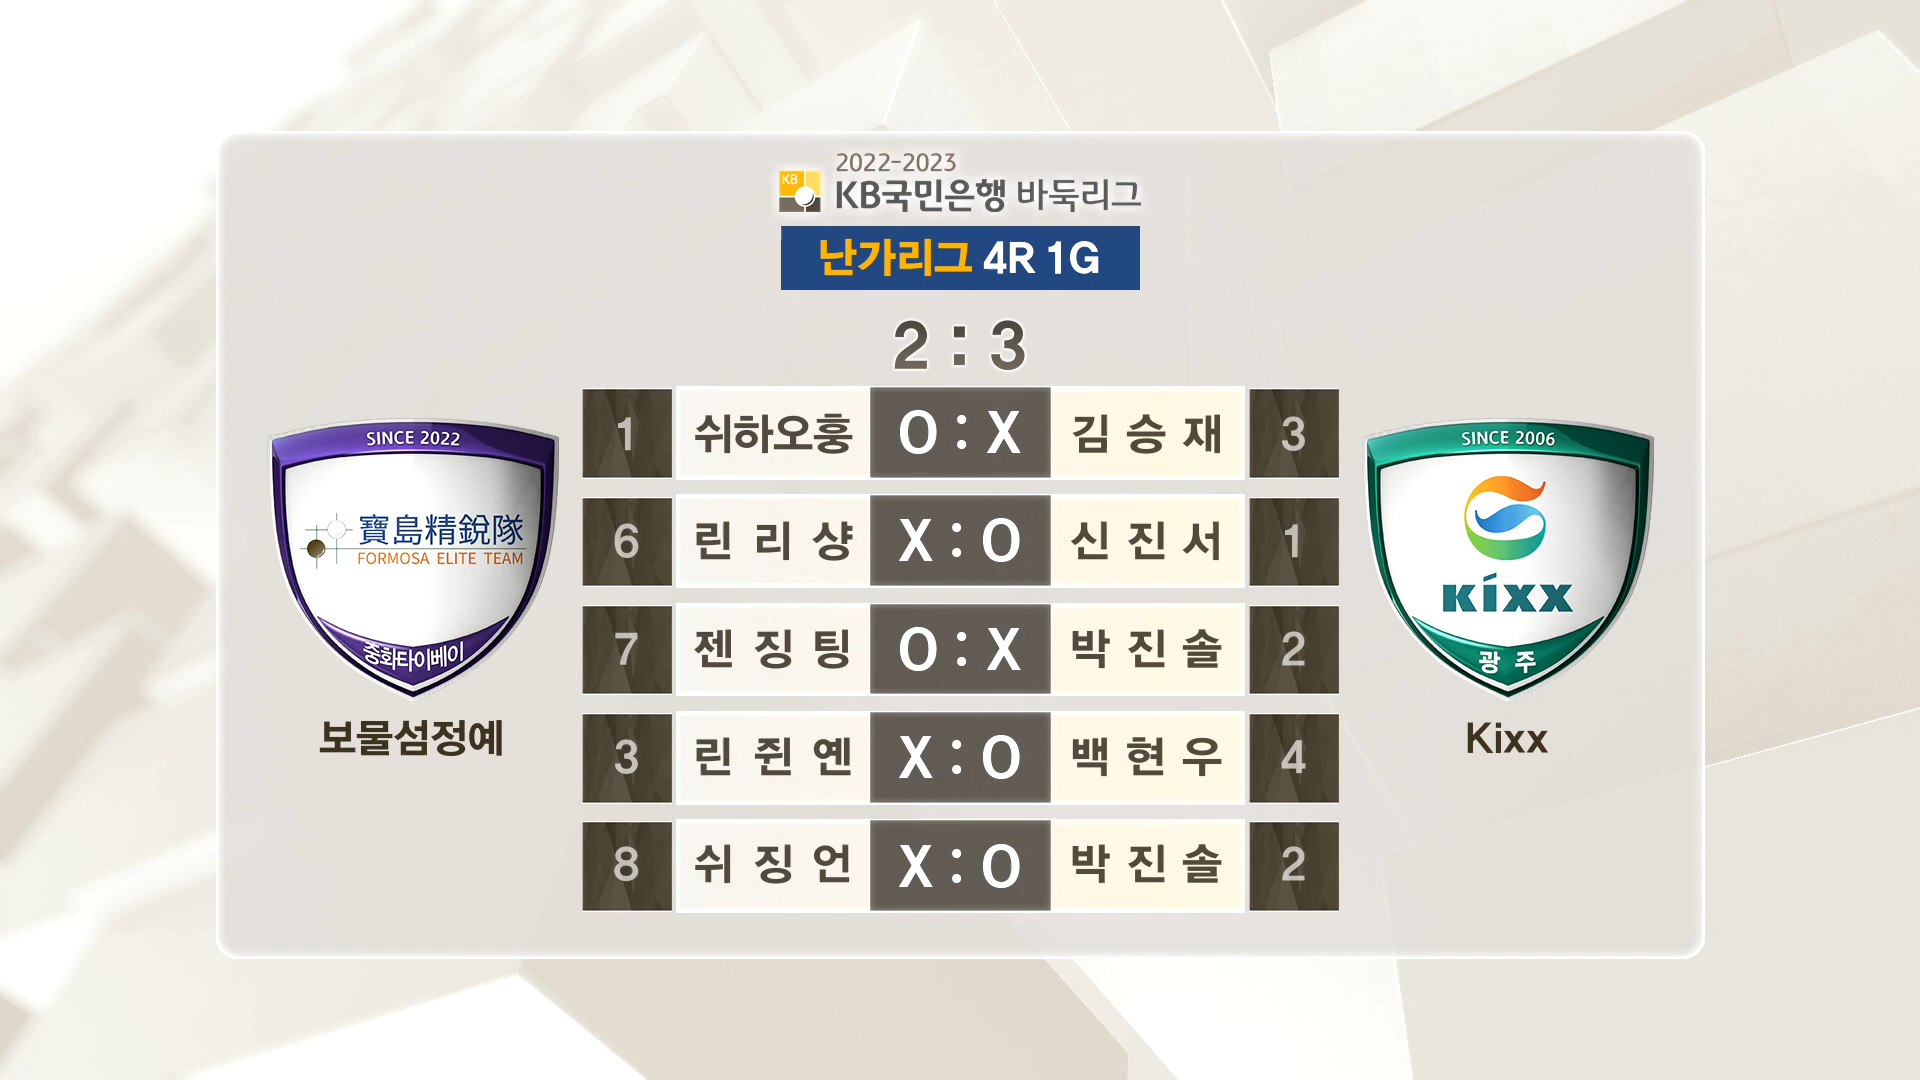 2022-2023
KB
KB국민은행 바둑리그
난가리그 4R 1G
2 : 3
SINCE 2022
寶島精銳隊
FORMOSA ELITE TEAM
중화타이베이
보물섬정예
1 쉬하오훙 O : X 김승재 3
6 린리샹 X : O 신진서 1
7 젠징팅 O : X 박진솔 2
3 린쥔옌 X : O 백현우 4
8 쉬징언 X : O 박진솔 2
SINCE 2006
Kixx
광주
Kixx